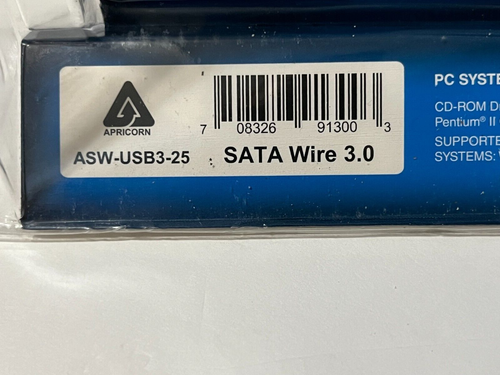 APRICORN
7 08326 91300 3
ASW-USB3-25 SATA Wire 3.0
PC SYSTE
CD-ROM D
Pentium® II
SUPPORTE
SYSTEMS: